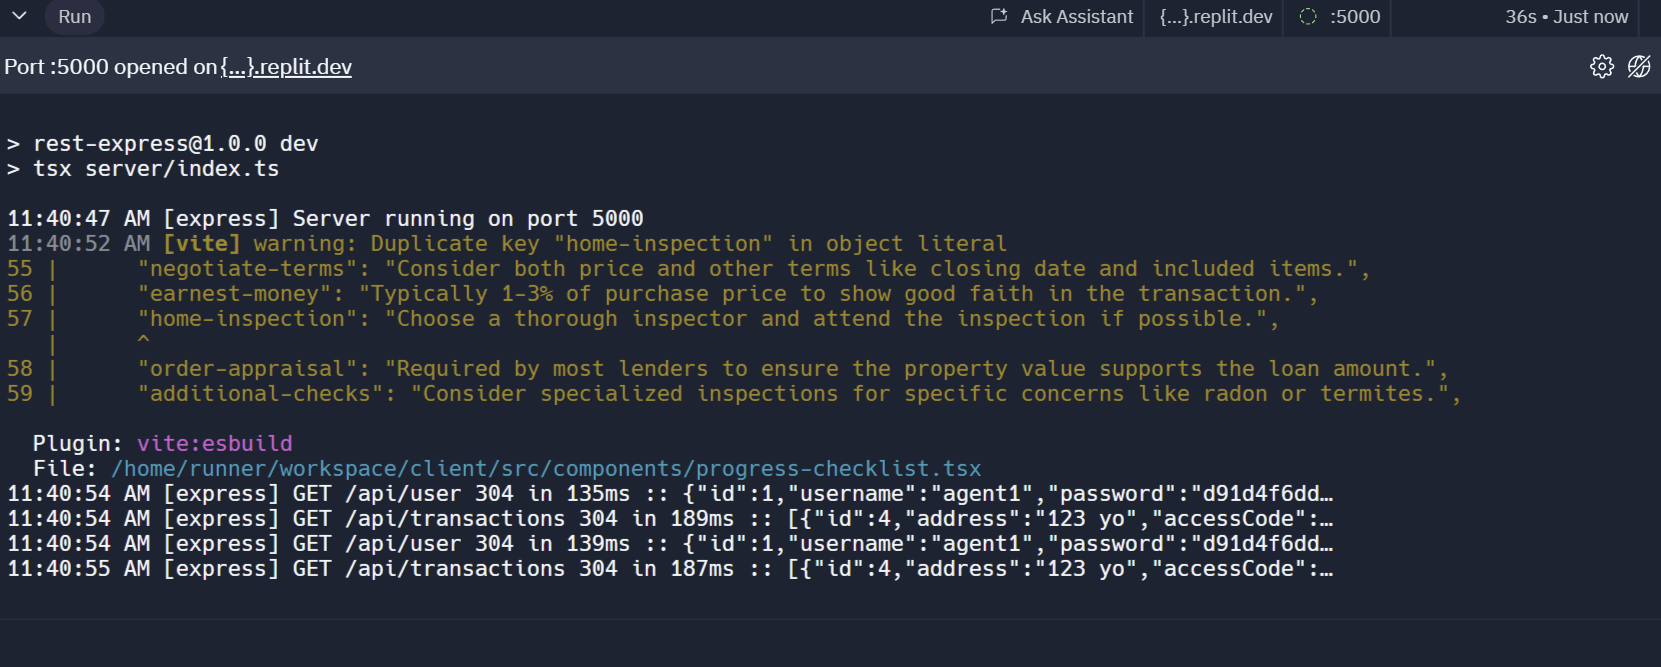 Run
Ask Assistant
{...}.replit.dev
:5000
36s • Just now
Port :5000 opened on {...}.replit.dev
> rest-express@1.0.0 dev
> tsx server/index.ts
11:40:47 AM [express] Server running on port 5000
11:40:52 AM [vite] warning: Duplicate key "home-inspection" in object literal
55 |      "negotiate-terms": "Consider both price and other terms like closing date and included items.",
56 |      "earnest-money": "Typically 1-3% of purchase price to show good faith in the transaction.",
57 |      "home-inspection": "Choose a thorough inspector and attend the inspection if possible.",
   |      ^
58 |      "order-appraisal": "Required by most lenders to ensure the property value supports the loan amount.",
59 |      "additional-checks": "Consider specialized inspections for specific concerns like radon or termites.",
  Plugin: vite:esbuild
  File: /home/runner/workspace/client/src/components/progress-checklist.tsx
11:40:54 AM [express] GET /api/user 304 in 135ms :: {"id":1,"username":"agent1","password":"d91d4f6dd…
11:40:54 AM [express] GET /api/transactions 304 in 189ms :: [{"id":4,"address":"123 yo","accessCode":…
11:40:54 AM [express] GET /api/user 304 in 139ms :: {"id":1,"username":"agent1","password":"d91d4f6dd…
11:40:55 AM [express] GET /api/transactions 304 in 187ms :: [{"id":4,"address":"123 yo","accessCode":…